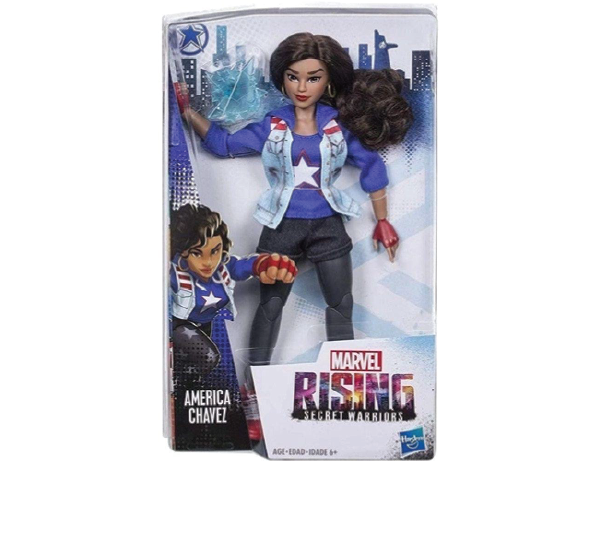 MARVEL
RISING
SECRET WARRIORS
AMERICA
CHAVEZ
AGE•EDAD•IDADE 6+
Hasbro